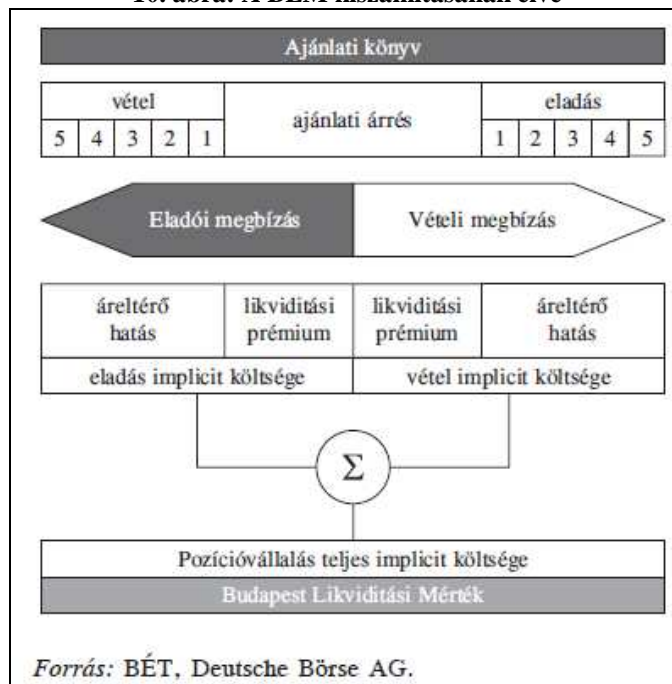 Ajánlati könyv
vétel
ajánlati árrés
eladás
5 4 3 2 1
1 2 3 4 5
Eladói megbízás
Vételi megbízás
áreltérő hatás
likviditási prémium
likviditási prémium
áreltérő hatás
eladás implicit költsége
vétel implicit költsége
Σ
Pozícióvállalás teljes implicit költsége
Budapest Likviditási Mérték
Forrás: BÉT, Deutsche Börse AG.